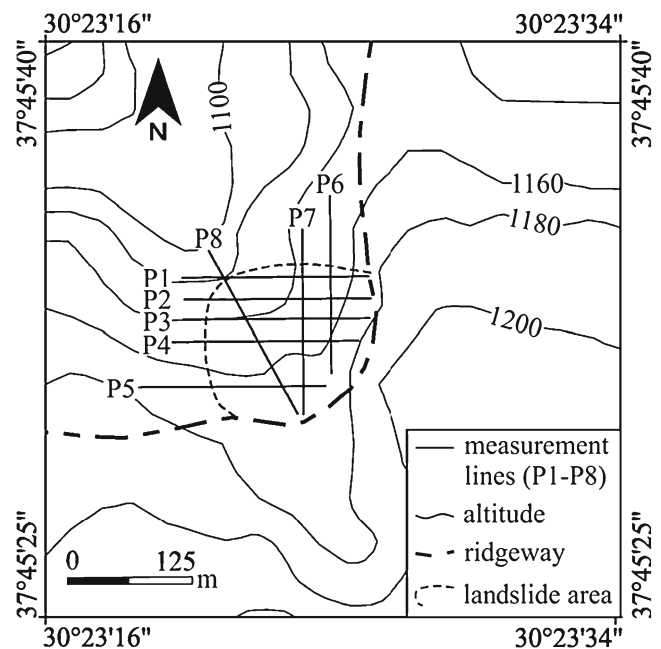 30°23'16" 30°23'34"
37°45'40" 37°45'40"
N
1100
P6
1160
P7
1180
P8
P1
P2
P3
1200
P4
P5
measurement
lines (P1-P8)
altitude
ridgeway
landslide area
0 125
m
37°45'25" 37°45'25"
30°23'16" 30°23'34"